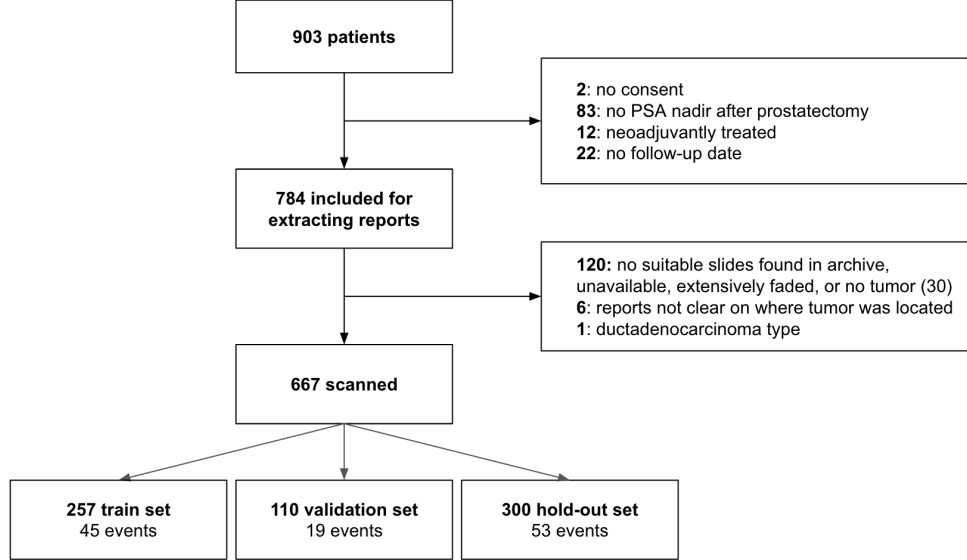 903 patients
2: no consent
83: no PSA nadir after prostatectomy
12: neoadjuvantly treated
22: no follow-up date
784 included for
extracting reports
120: no suitable slides found in archive,
unavailable, extensively faded, or no tumor (30)
6: reports not clear on where tumor was located
1: ductadenocarcinoma type
667 scanned
257 train set
45 events
110 validation set
19 events
300 hold-out set
53 events